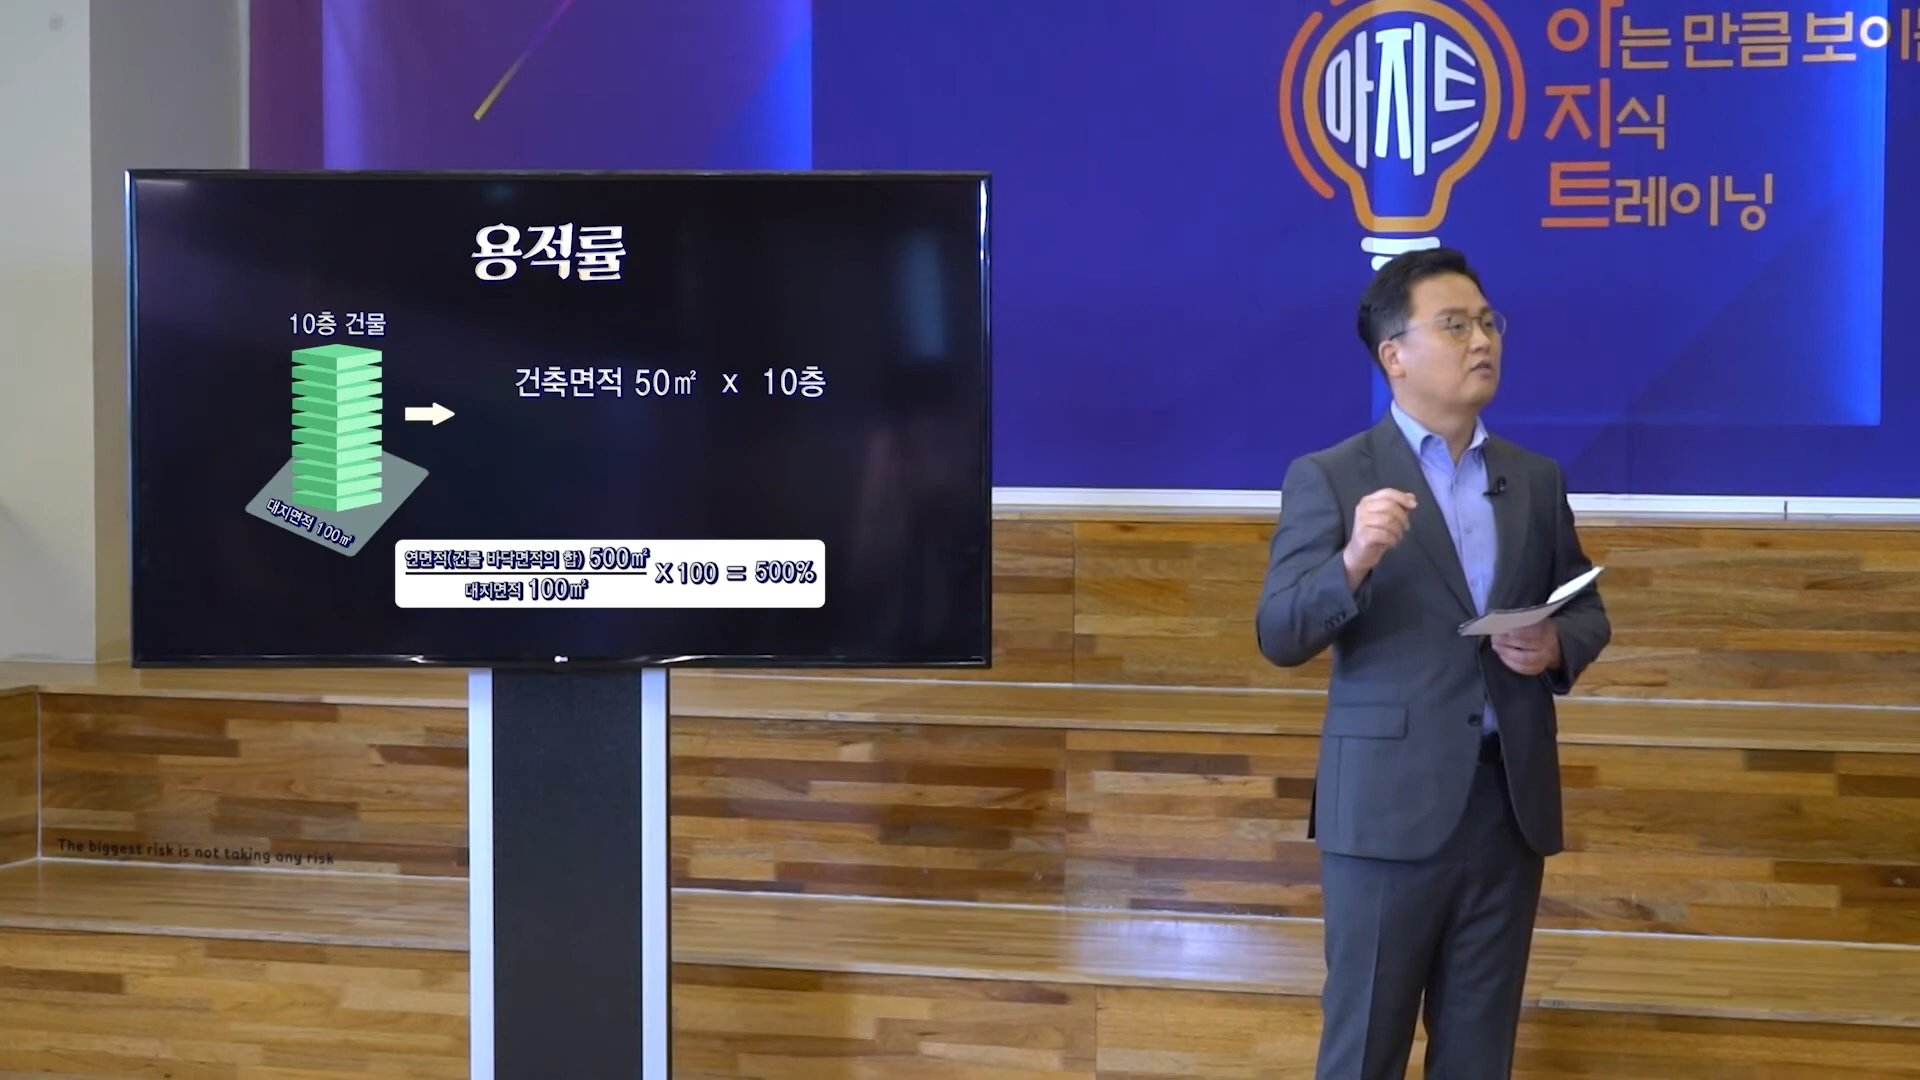 아는 만큼 보이는
지식
트레이닝
아지트
용적률
10층 건물
건축면적 50㎡ x 10층
대지면적 100㎡
연면적(건물 바닥면적의 합) 500㎡
대지면적 100㎡
X 100 = 500%
The biggest risk is not taking any risk